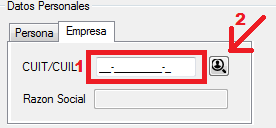 Datos Personales
2
Persona Empresa
CUIT/CUIL 1 __-________-_
Razon Social